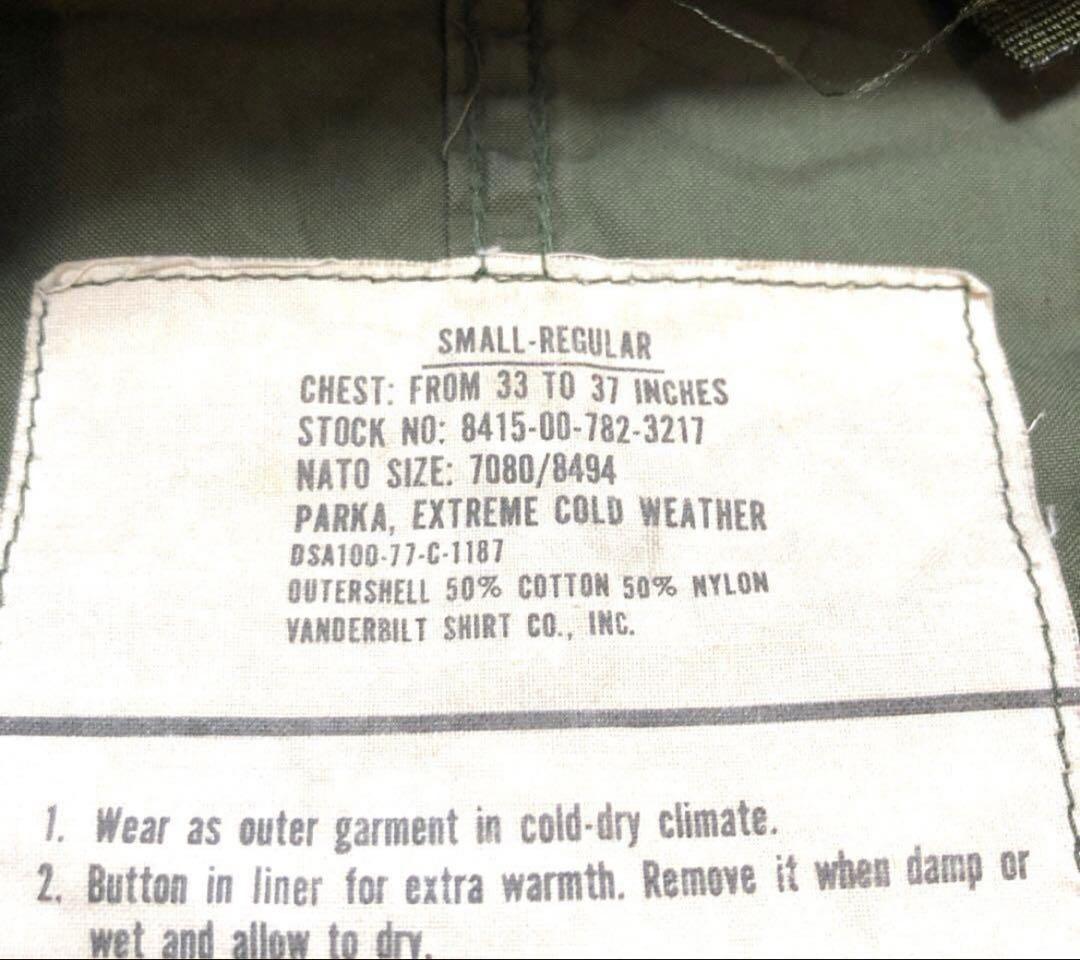 SMALL-REGULAR
CHEST: FROM 33 TO 37 INCHES
STOCK NO: 8415-00-782-3217
NATO SIZE: 7080/8494
PARKA, EXTREME COLD WEATHER
DSA100-77-C-1187
OUTERSHELL 50% COTTON 50% NYLON
VANDERBILT SHIRT CO., INC.
1. Wear as outer garment in cold-dry climate.
2. Button in liner for extra warmth. Remove it when damp or
wet and allow to dry.